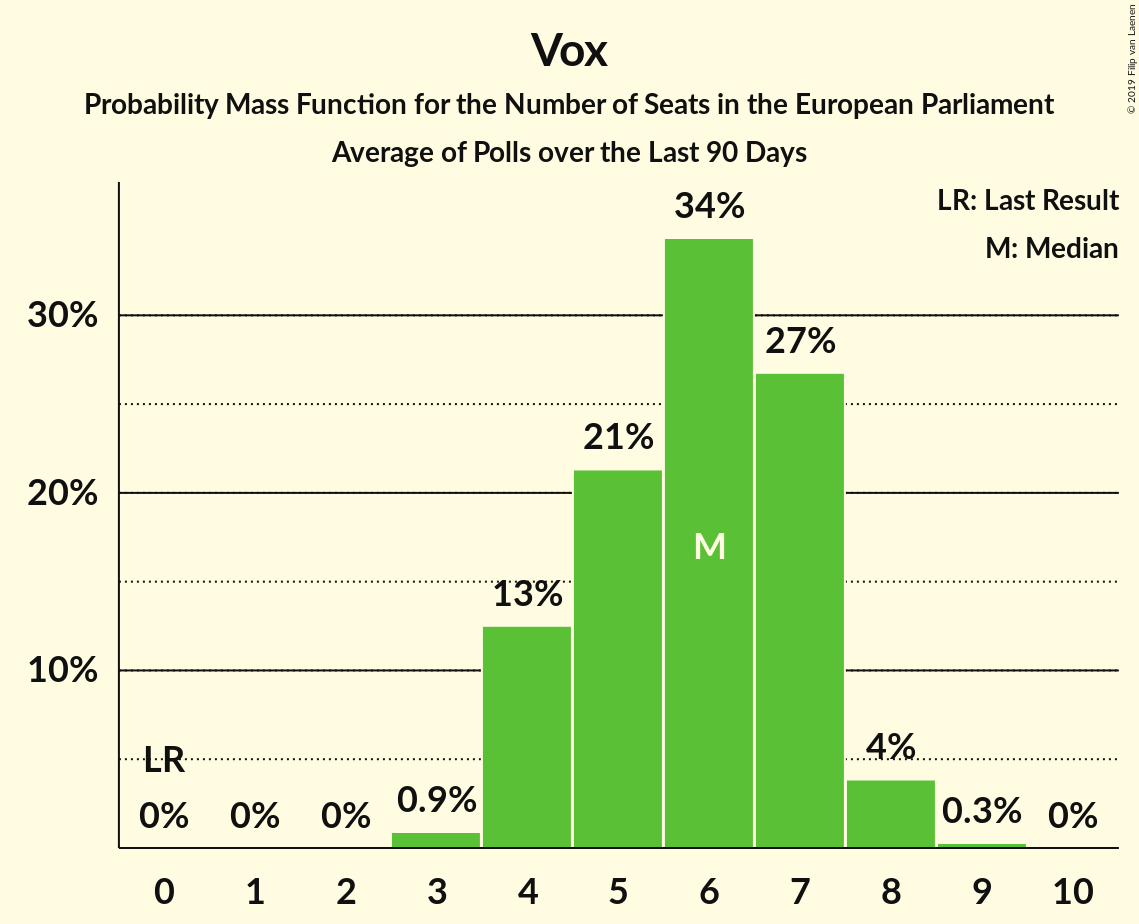 © 2019 Filip van Laenen
Vox
Probability Mass Function for the Number of Seats in the European Parliament
Average of Polls over the Last 90 Days
LR: Last Result
M: Median
34%
30%
27%
21%
20%
M
13%
10%
LR
4%
0% 0% 0% 0.9% 0.3% 0%
0 1 2 3 4 5 6 7 8 9 10